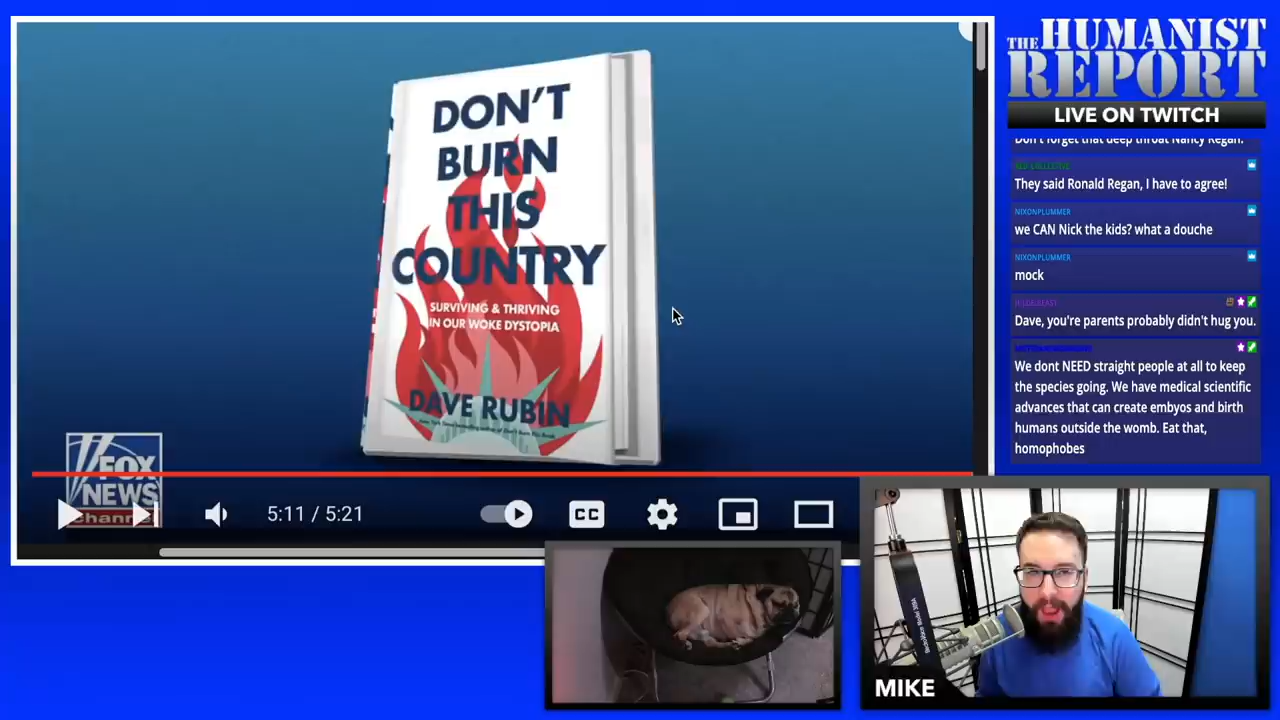 DON'T
BURN
THIS
COUNTRY
SURVIVING & THRIVING
IN OUR WOKE DYSTOPIA
DAVE RUBIN
FOX
NEWS
Channel
5:11 / 5:21
CC
THE HUMANIST
REPORT
LIVE ON TWITCH
Don't forget that deep throat Nancy Regan.
They said Ronald Regan, I have to agree!
NIXONPLUMMER
we CAN Nick the kids? what a douche
NIXONPLUMMER
mock
Dave, you're parents probably didn't hug you.
We dont NEED straight people at all to keep
the species going. We have medical scientific
advances that can create embyos and birth
humans outside the womb. Eat that,
homophobes
MIKE